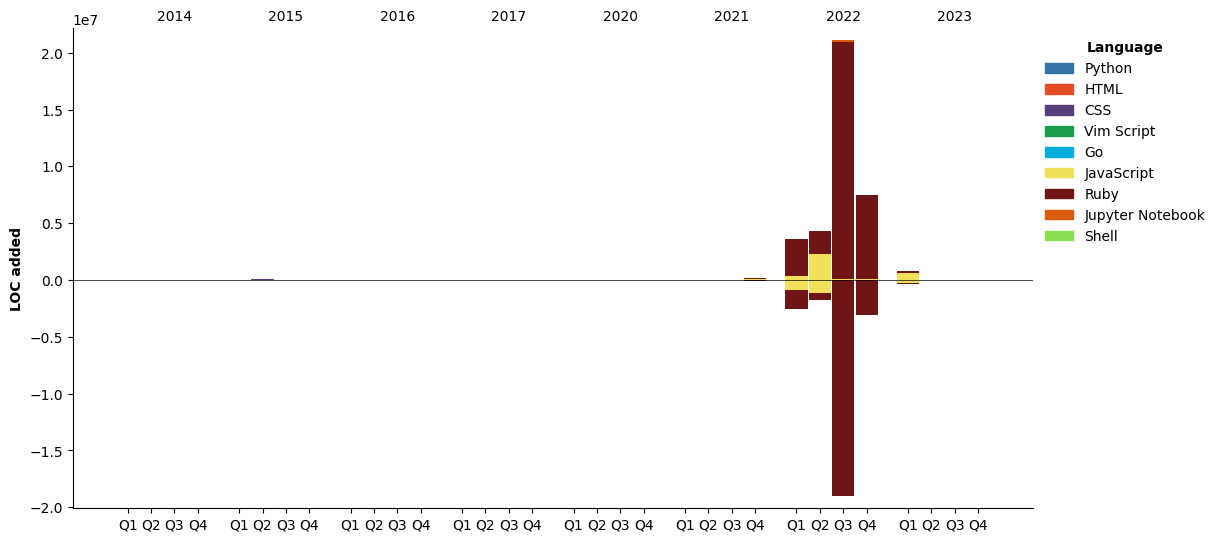 1e7
2014 2015 2016 2017 2020 2021 2022 2023
Language
Python
HTML
CSS
Vim Script
Go
JavaScript
Ruby
Jupyter Notebook
Shell
LOC added
2.0
1.5
1.0
0.5
0.0
−0.5
−1.0
−1.5
−2.0
Q1 Q2 Q3 Q4 Q1 Q2 Q3 Q4 Q1 Q2 Q3 Q4 Q1 Q2 Q3 Q4 Q1 Q2 Q3 Q4 Q1 Q2 Q3 Q4 Q1 Q2 Q3 Q4 Q1 Q2 Q3 Q4